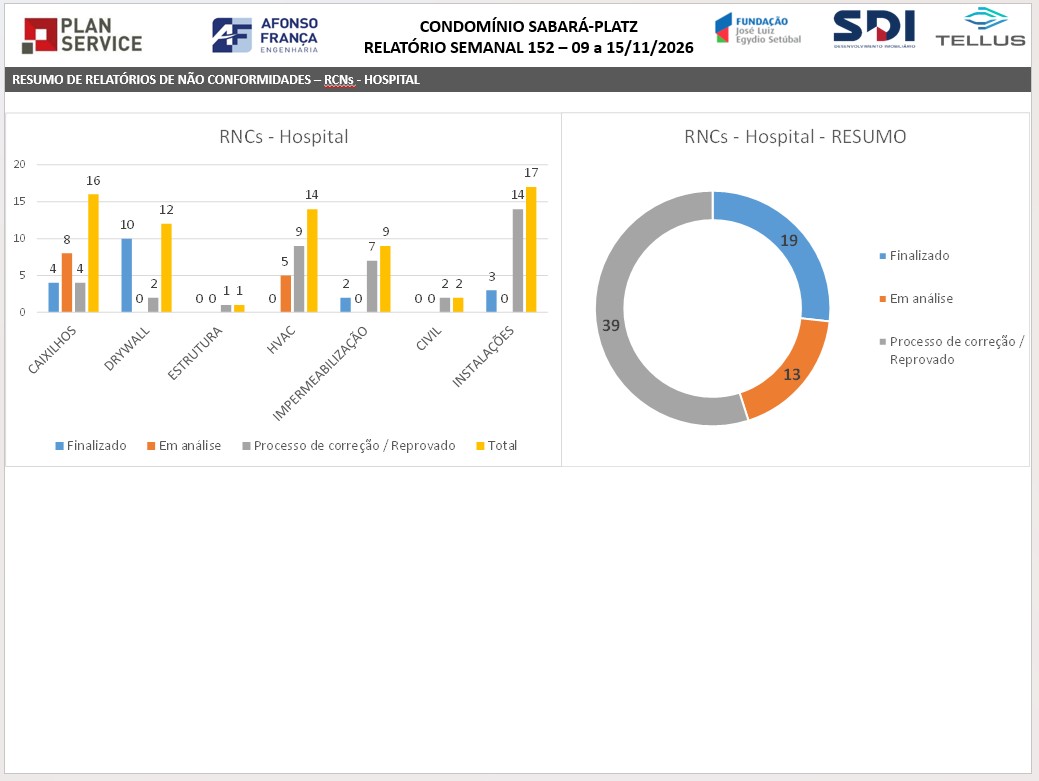 PLAN
SERVICE
AF
AFONSO
FRANÇA
ENGENHARIA
CONDOMÍNIO SABARÁ-PLATZ
RELATÓRIO SEMANAL 152 – 09 a 15/11/2026
FUNDAÇÃO
José Luiz
Egydio Setúbal
SDI
DESENVOLVIMENTO IMOBILIÁRIO
TELLUS
RESUMO DE RELATÓRIOS DE NÃO CONFORMIDADES – RCNs - HOSPITAL
RNCs - Hospital
20
15
10
5
0
4 8 4 16
10 0 2 12
0 0 1 1
0 5 9 14
2 0 7 9
0 0 2 2
3 0 14 17
CAIXILHOS
DRYWALL
ESTRUTURA
HVAC
IMPERMEABILIZAÇÃO
CIVIL
INSTALAÇÕES
Finalizado Em análise Processo de correção / Reprovado Total
RNCs - Hospital - RESUMO
19
13
39
Finalizado
Em análise
Processo de correção /
Reprovado